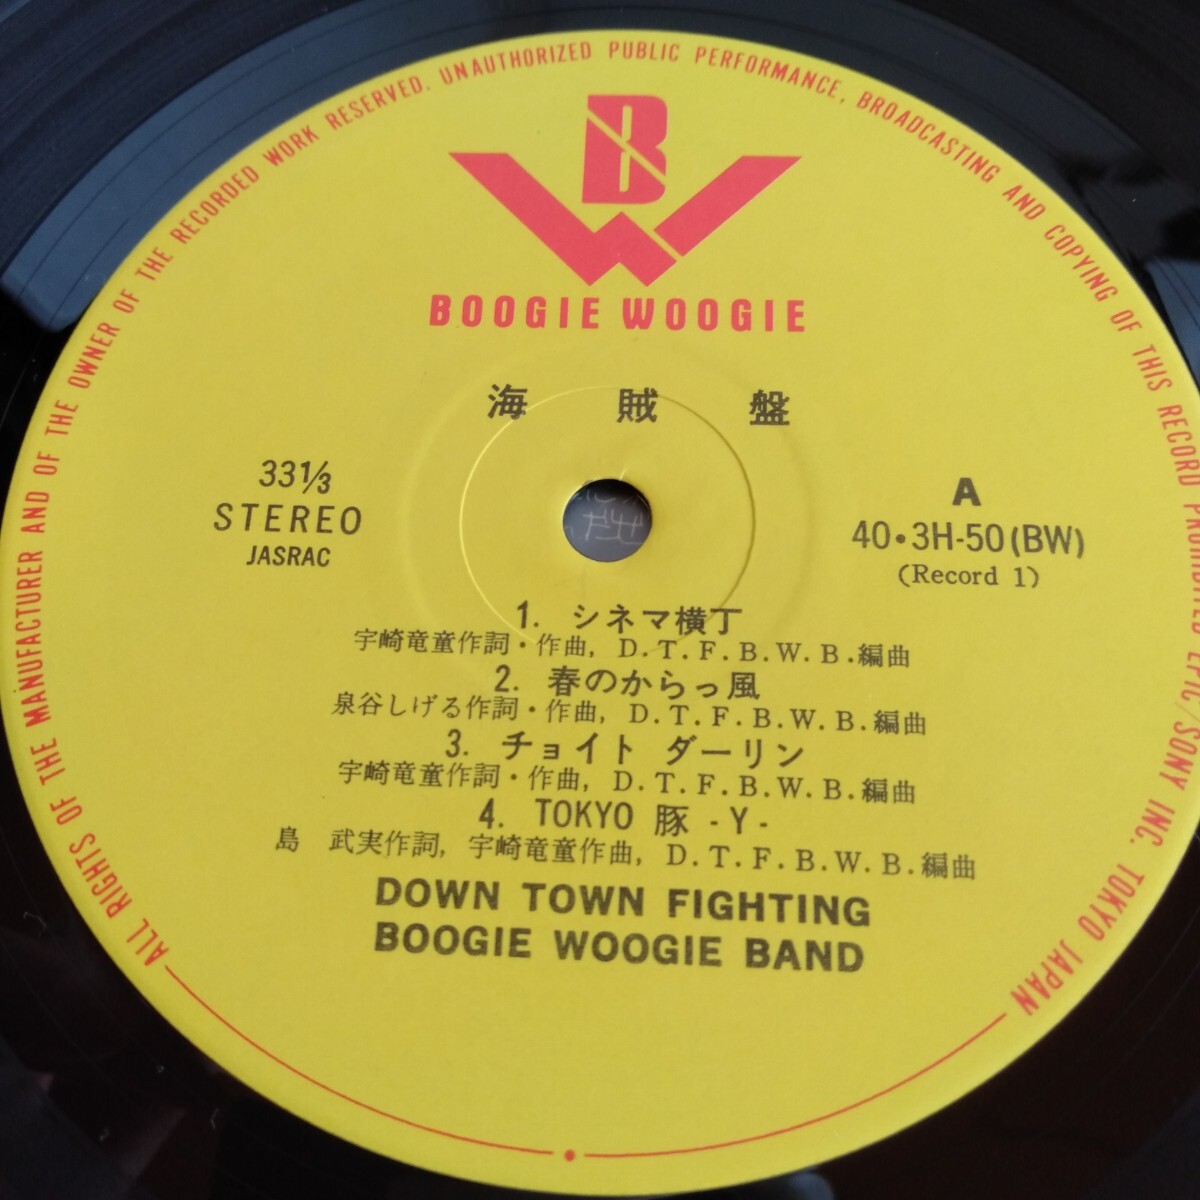 ALL RIGHTS OF THE MANUFACTURER AND OF THE OWNER OF THE RECORDED WORK RESERVED. UNAUTHORIZED PUBLIC PERFORMANCE, BROADCASTING AND COPYING OF THIS RECORD PROHIBITED EPIC/SONY INC. TOKYO JAPAN
BW
BOOGIE WOOGIE
海賊盤
33 1/3
STEREO
JASRAC
A
40・3H-50(BW)
(Record 1)
1. シネマ横丁
宇崎竜童作詞・作曲, D.T.F.B.W.B.編曲
2. 春のからっ風
泉谷しげる作詞・作曲, D.T.F.B.W.B.編曲
3. チョイト ダーリン
宇崎竜童作詞・作曲, D.T.F.B.W.B.編曲
4. TOKYO 豚 -Y-
島 武実作詞, 宇崎竜童作曲, D.T.F.B.W.B.編曲
DOWN TOWN FIGHTING
BOOGIE WOOGIE BAND